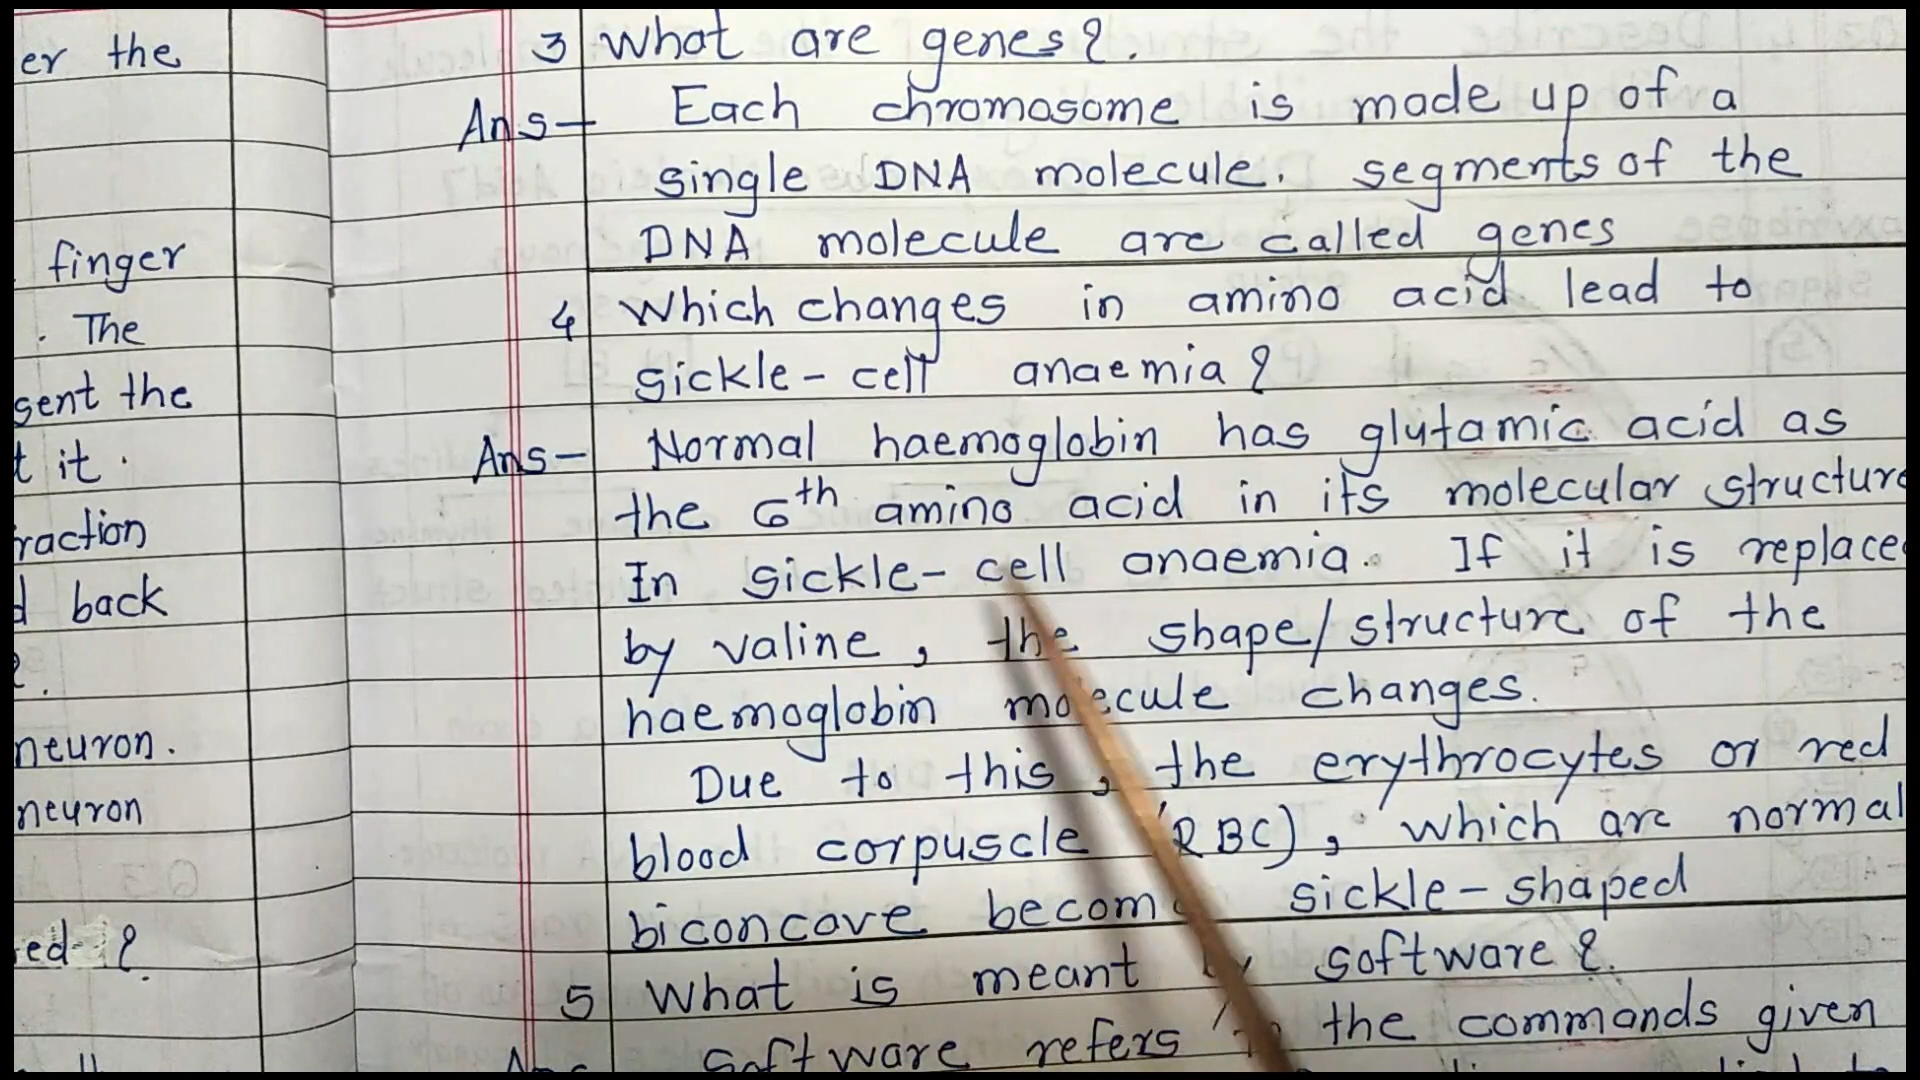 er the
finger
. The
sent the
t it .
raction
d back
?.
neuron.
neuron
ed ?
3 What are genes?.
Ans- Each chromosome is made up of a
single DNA molecule. segments of the
DNA molecule are called genes
4 Which changes in amino acid lead to
sickle-cell anaemia?
Ans- Normal haemoglobin has glutamic acid as
the 6th amino acid in its molecular structure
In sickle-cell anaemia. If it is replace
by valine, the shape/structure of the
haemoglobin molecule changes.
Due to this, the erythrocytes or red
blood corpuscle (RBC), which are normal
biconcave become sickle-shaped
5 What is meant by software?.
Ans software refers to the commands given